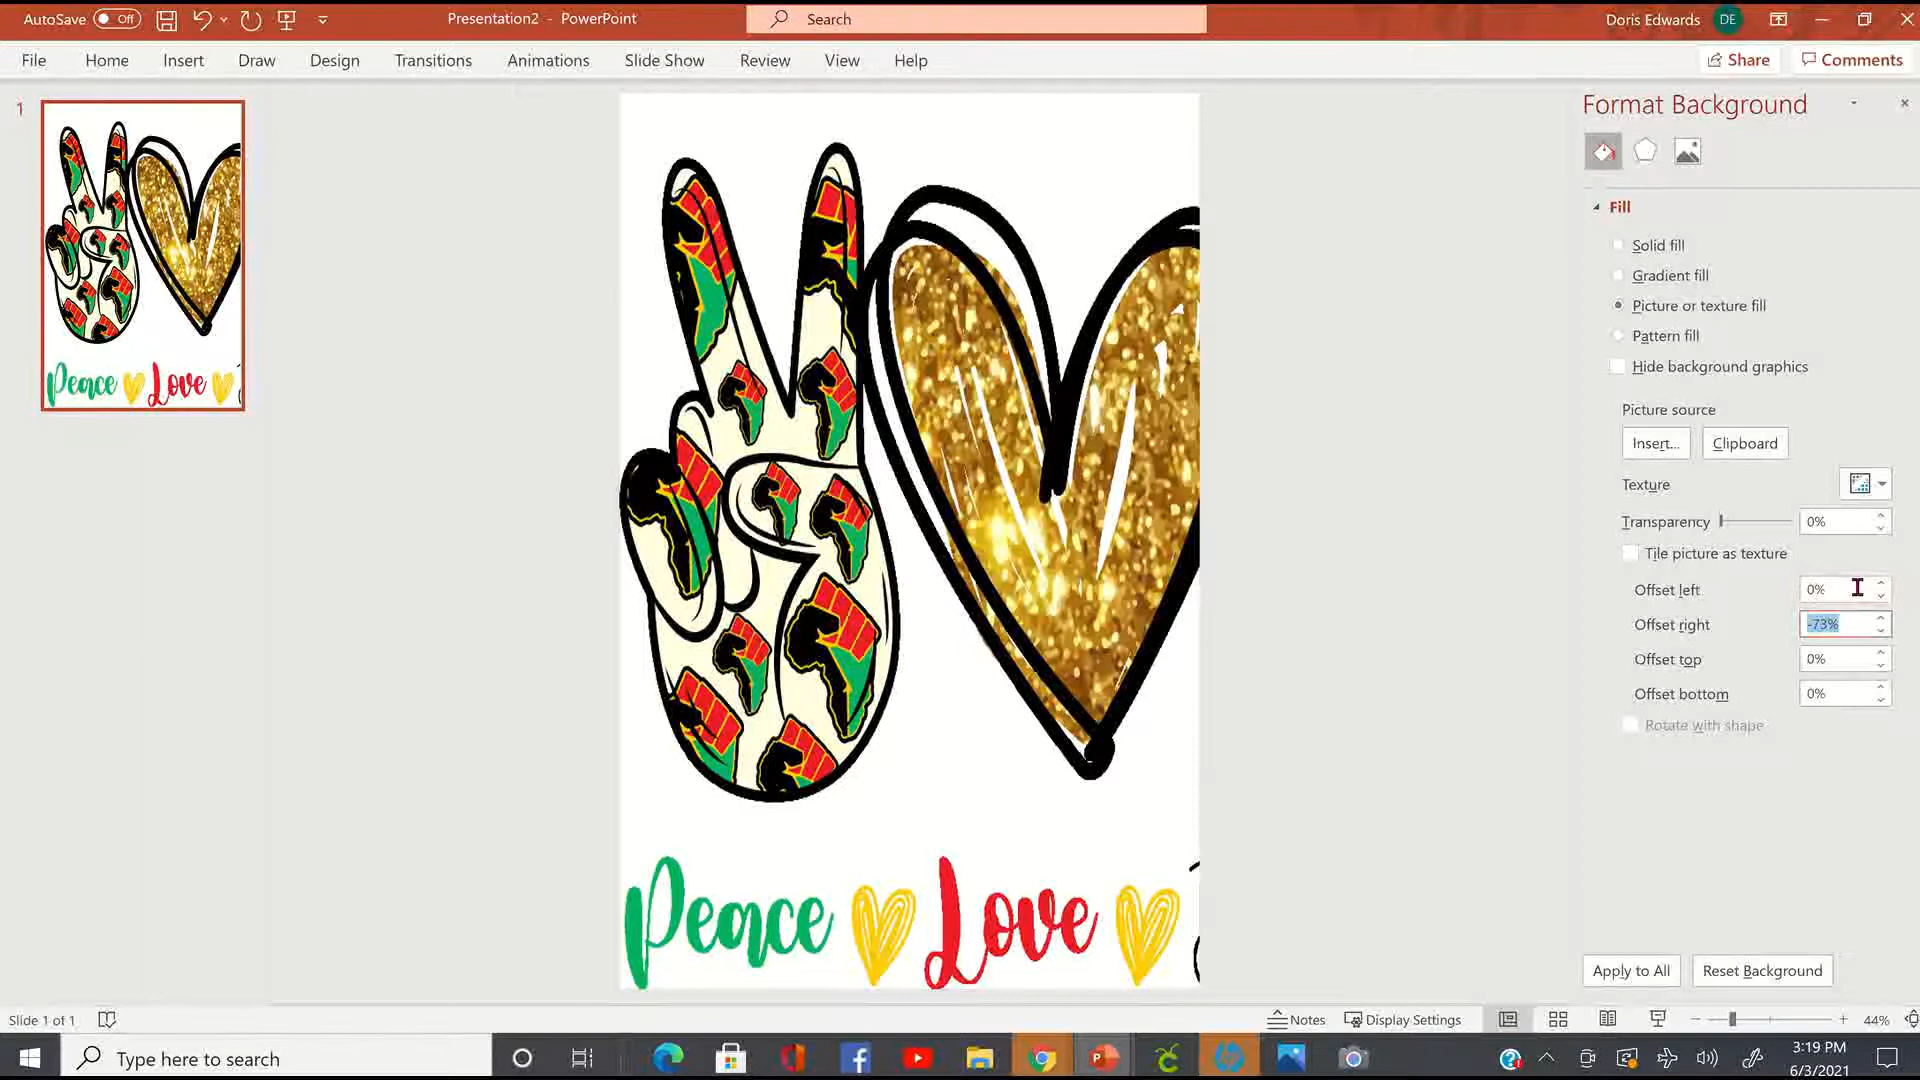 AutoSave Off Presentation2 - PowerPoint Search Doris Edwards DE
File Home Insert Draw Design Transitions Animations Slide Show Review View Help Share Comments
1
Peace Love
Peace Love
Format Background
Fill
Solid fill
Gradient fill
Picture or texture fill
Pattern fill
Hide background graphics
Picture source
Insert... Clipboard
Texture
Transparency 0%
Tile picture as texture
Offset left 0%
Offset right -73%
Offset top 0%
Offset bottom 0%
Rotate with shape
Apply to All Reset Background
Slide 1 of 1 Notes Display Settings 44%
Type here to search 3:19 PM
6/3/2021